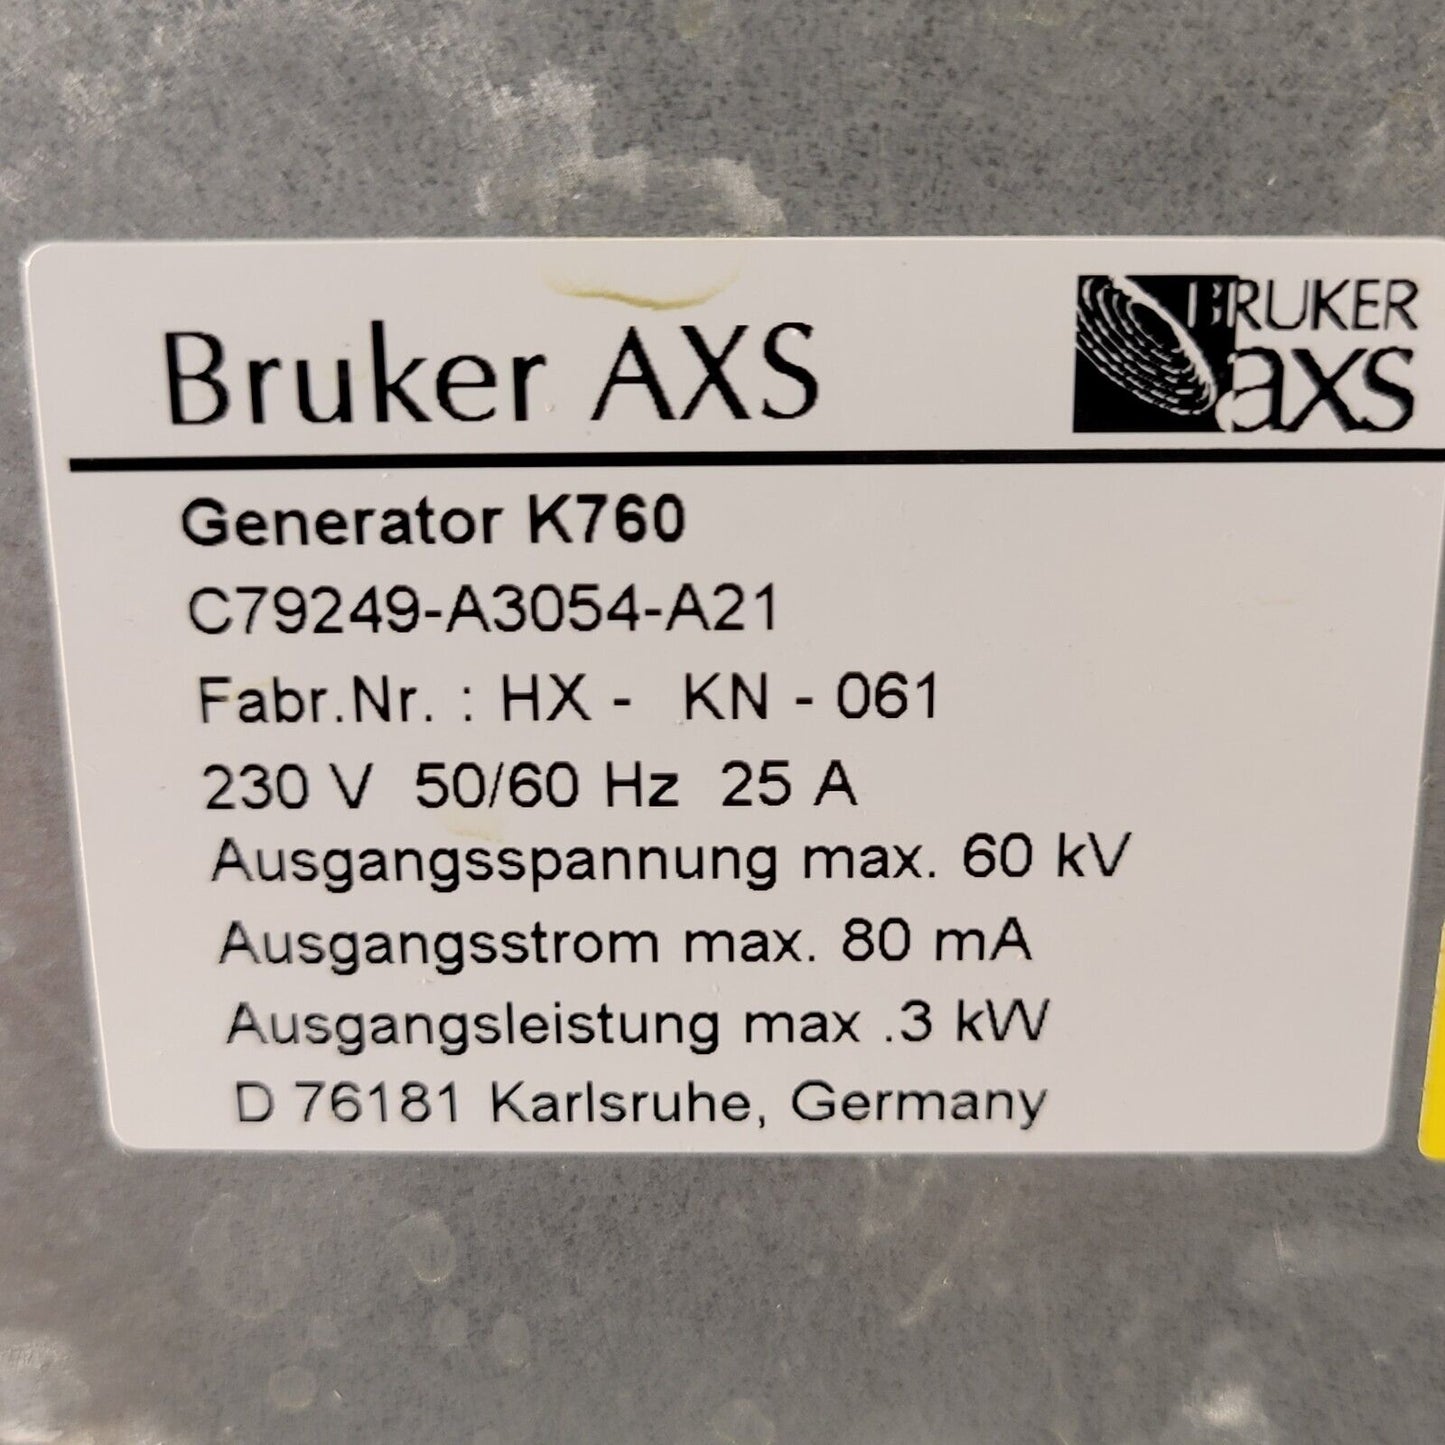 Bruker AXS
BRUKER
axs
Generator K760
C79249-A3054-A21
Fabr.Nr. : HX - KN - 061
230 V 50/60 Hz 25 A
Ausgangsspannung max. 60 kV
Ausgangsstrom max. 80 mA
Ausgangsleistung max .3 kW
D 76181 Karlsruhe, Germany